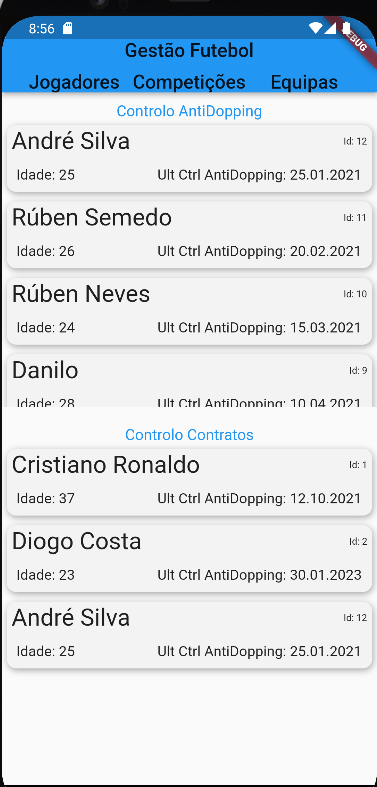 8:56
DEBUG
Gestão Futebol
Jogadores Competições Equipas
Controlo AntiDopping
André Silva Id: 12
Idade: 25 Ult Ctrl AntiDopping: 25.01.2021
Rúben Semedo Id: 11
Idade: 26 Ult Ctrl AntiDopping: 20.02.2021
Rúben Neves Id: 10
Idade: 24 Ult Ctrl AntiDopping: 15.03.2021
Danilo Id: 9
Idade: 28 Ult Ctrl AntiDopping: 10.04.2021
Controlo Contratos
Cristiano Ronaldo Id: 1
Idade: 37 Ult Ctrl AntiDopping: 12.10.2021
Diogo Costa Id: 2
Idade: 23 Ult Ctrl AntiDopping: 30.01.2023
André Silva Id: 12
Idade: 25 Ult Ctrl AntiDopping: 25.01.2021